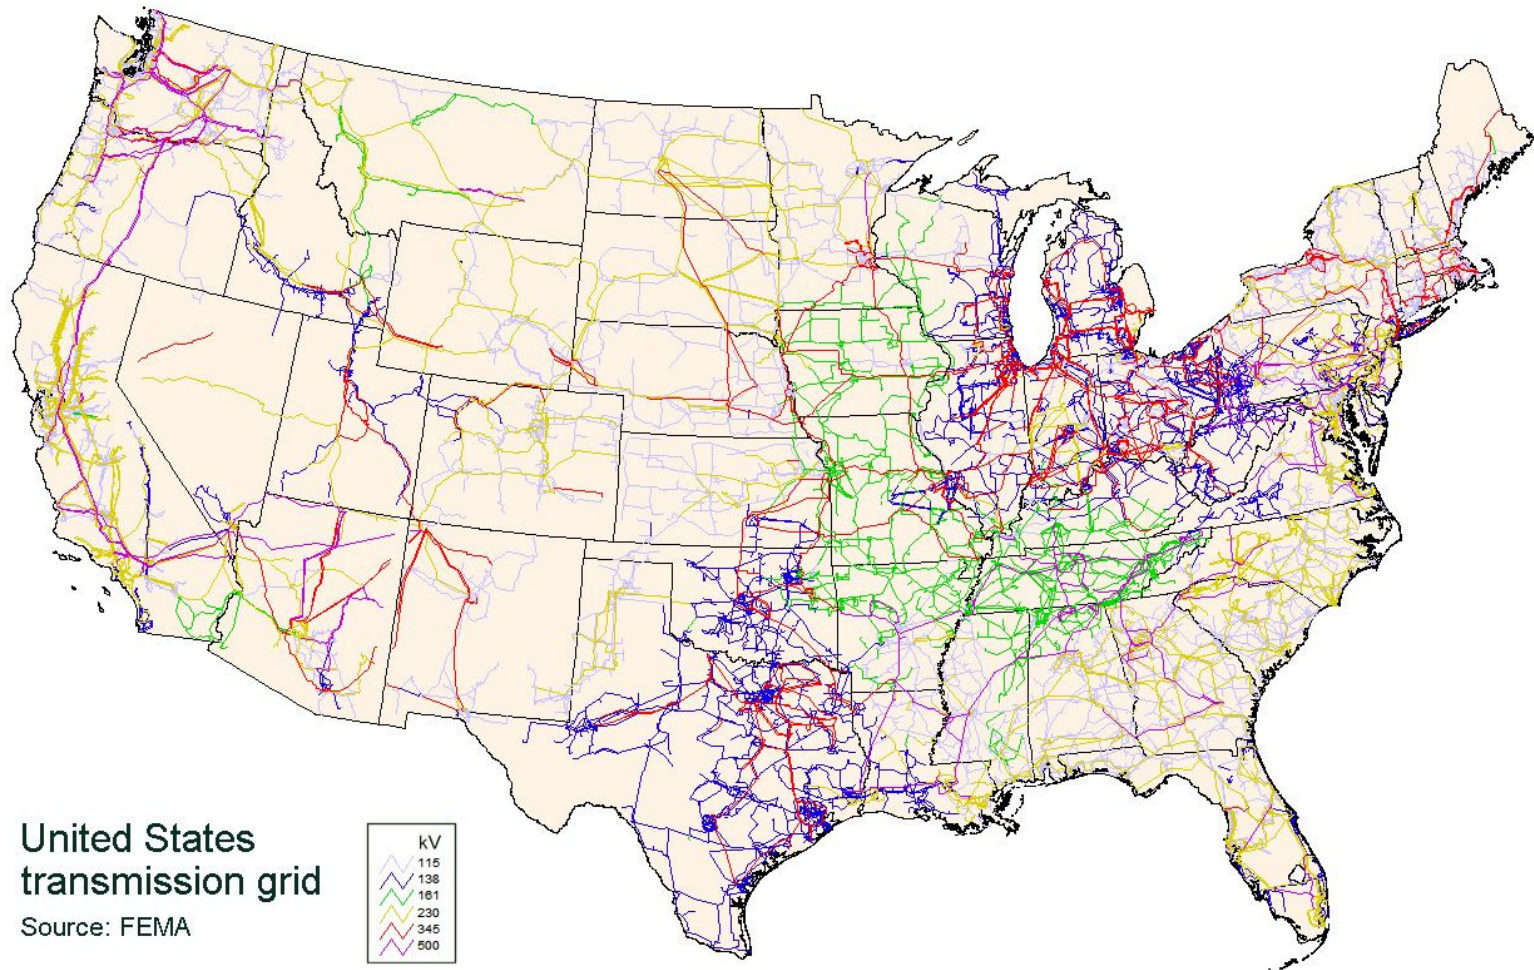 United States
transmission grid
Source: FEMA
kV
115
138
161
230
345
500